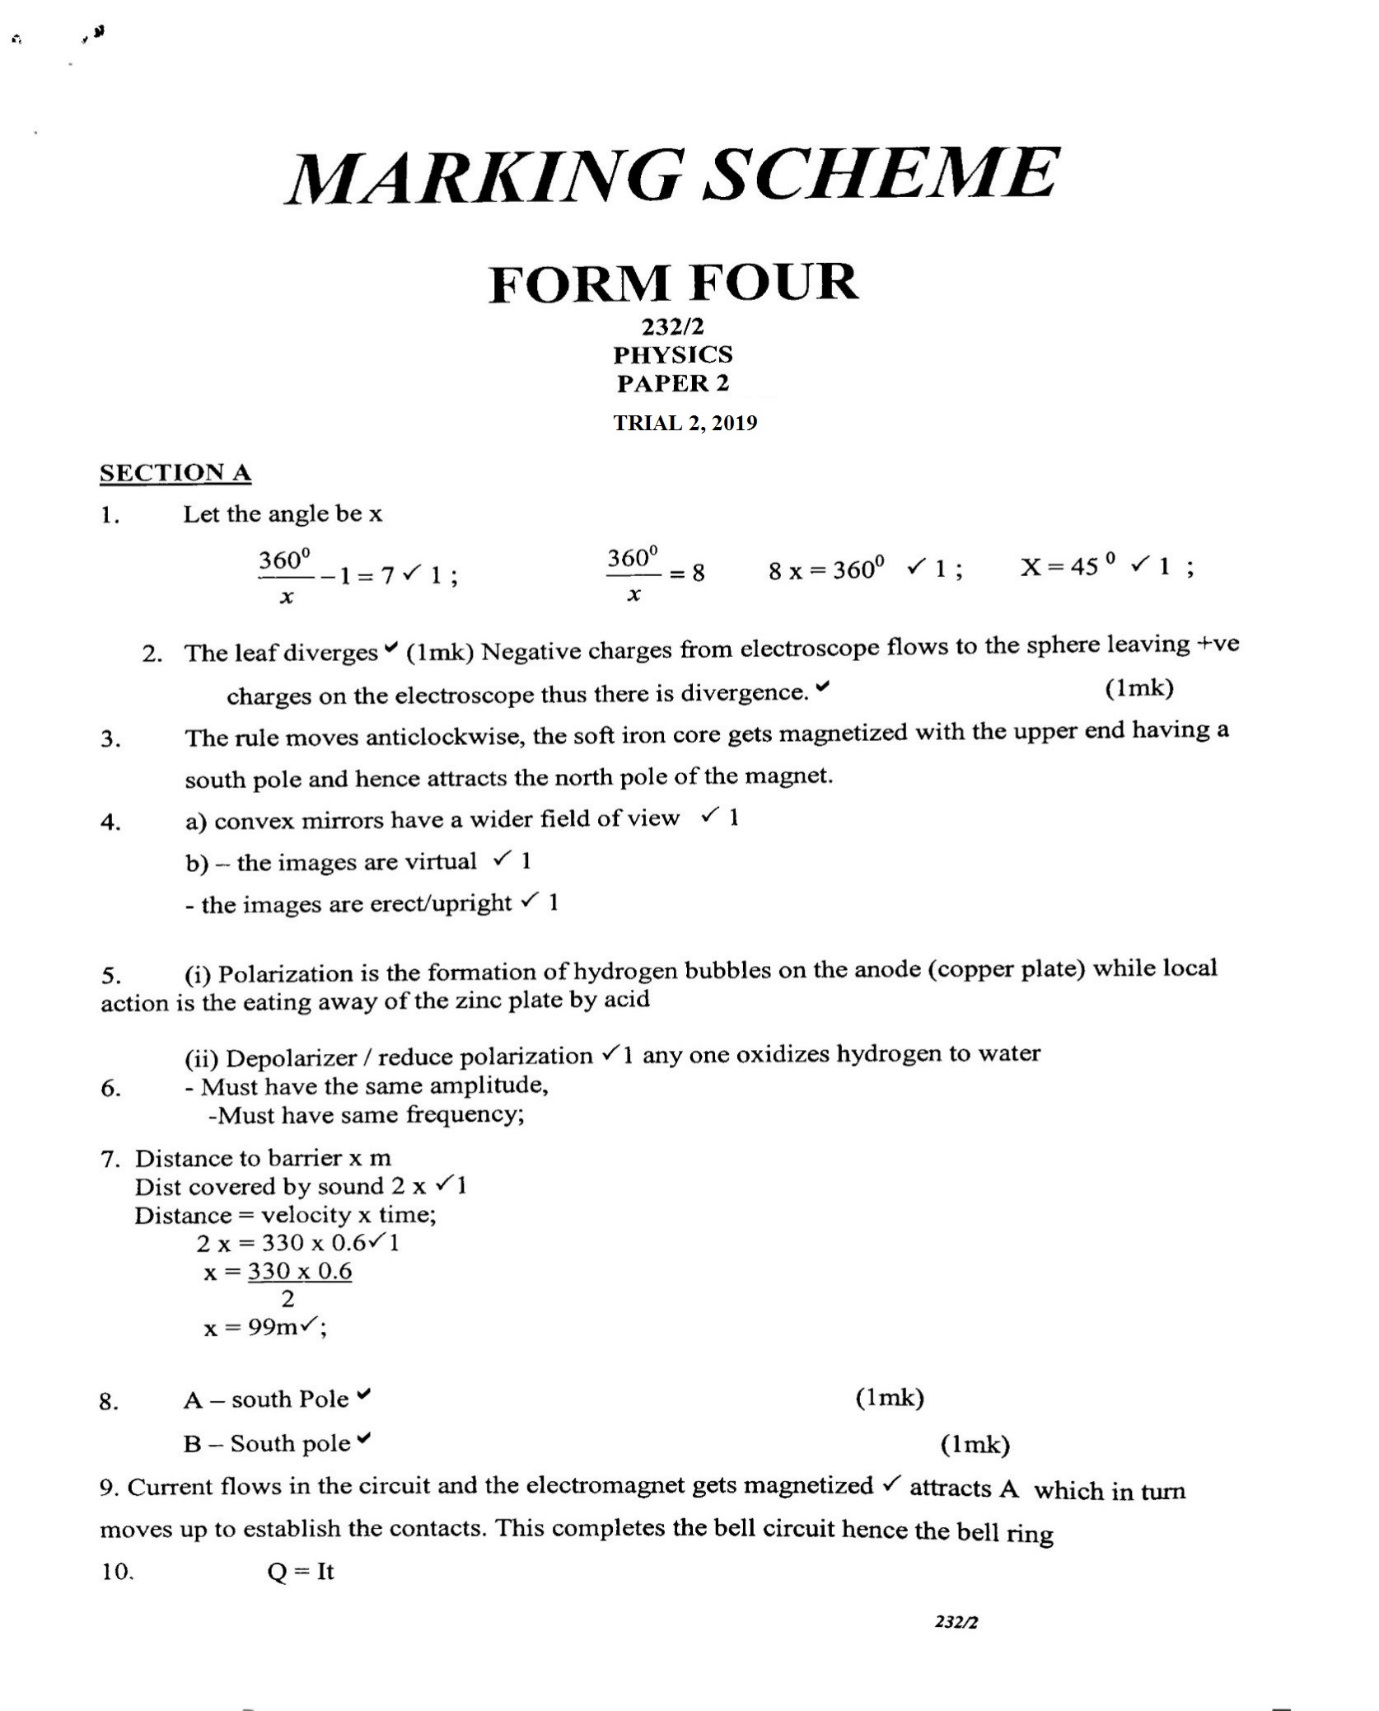 MARKING SCHEME
FORM FOUR
232/2
PHYSICS
PAPER 2
TRIAL 2, 2019
SECTION A
1. Let the angle be x
360⁰/x – 1 = 7 ✓ 1 ; 360⁰/x = 8 8 x = 360⁰ ✓ 1 ; X = 45 ⁰ ✓ 1 ;
2. The leaf diverges ✓ (1mk) Negative charges from electroscope flows to the sphere leaving +ve
charges on the electroscope thus there is divergence. ✓ (1mk)
3. The rule moves anticlockwise, the soft iron core gets magnetized with the upper end having a
south pole and hence attracts the north pole of the magnet.
4. a) convex mirrors have a wider field of view ✓ 1
b) – the images are virtual ✓ 1
- the images are erect/upright ✓ 1
5. (i) Polarization is the formation of hydrogen bubbles on the anode (copper plate) while local
action is the eating away of the zinc plate by acid
(ii) Depolarizer / reduce polarization ✓1 any one oxidizes hydrogen to water
6. - Must have the same amplitude,
-Must have same frequency;
7. Distance to barrier x m
Dist covered by sound 2 x ✓1
Distance = velocity x time;
2 x = 330 x 0.6✓1
x = 330 x 0.6
2
x = 99m✓;
8. A – south Pole ✓ (1mk)
B – South pole ✓ (1mk)
9. Current flows in the circuit and the electromagnet gets magnetized ✓ attracts A which in turn
moves up to establish the contacts. This completes the bell circuit hence the bell ring
10. Q = It
232/2